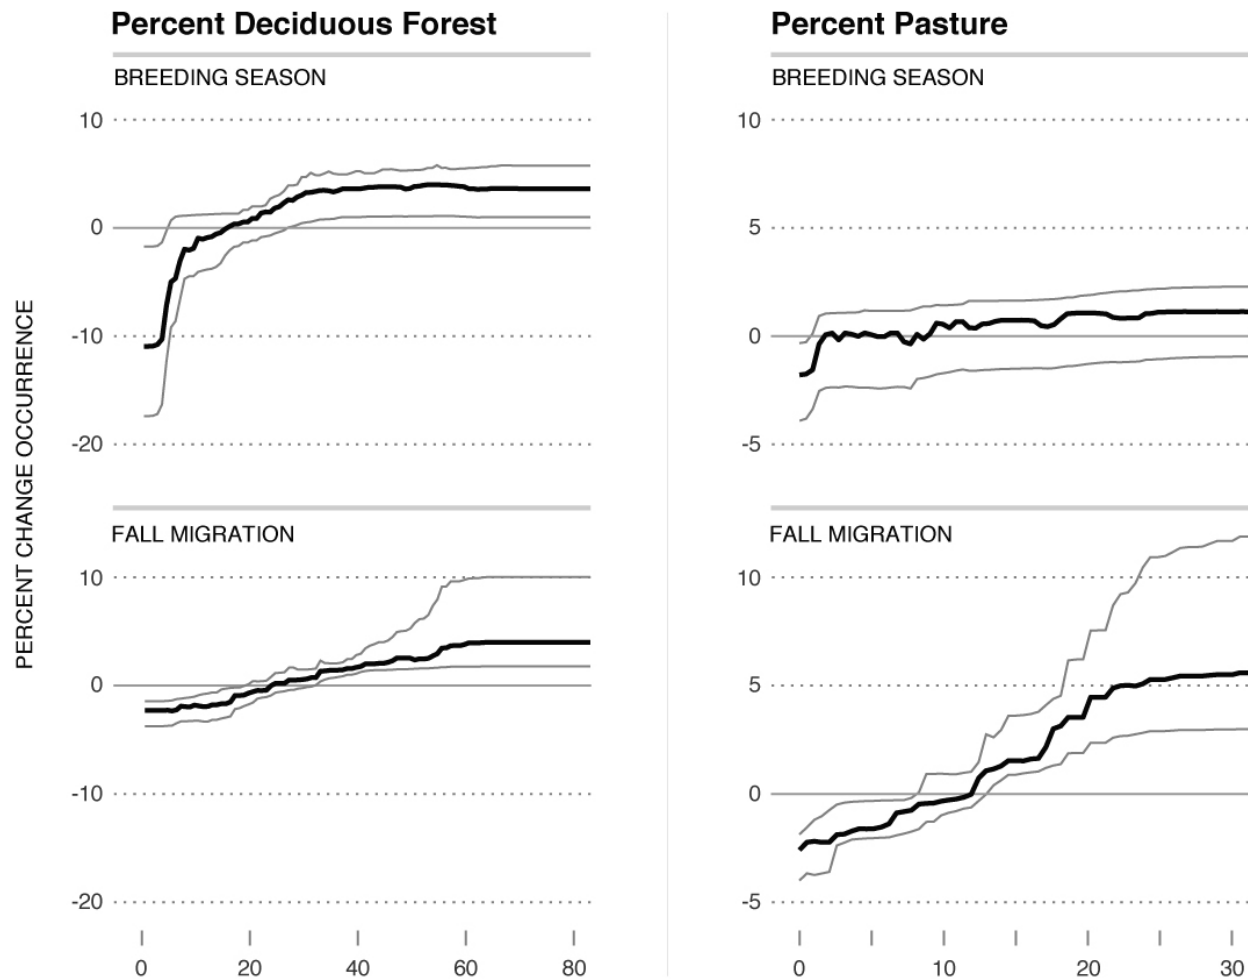 Percent Deciduous Forest
BREEDING SEASON
10
0
-10
-20
FALL MIGRATION
10
0
-10
-20
0 20 40 60 80
PERCENT CHANGE OCCURRENCE
Percent Pasture
BREEDING SEASON
10
5
0
-5
FALL MIGRATION
10
5
0
-5
0 10 20 30